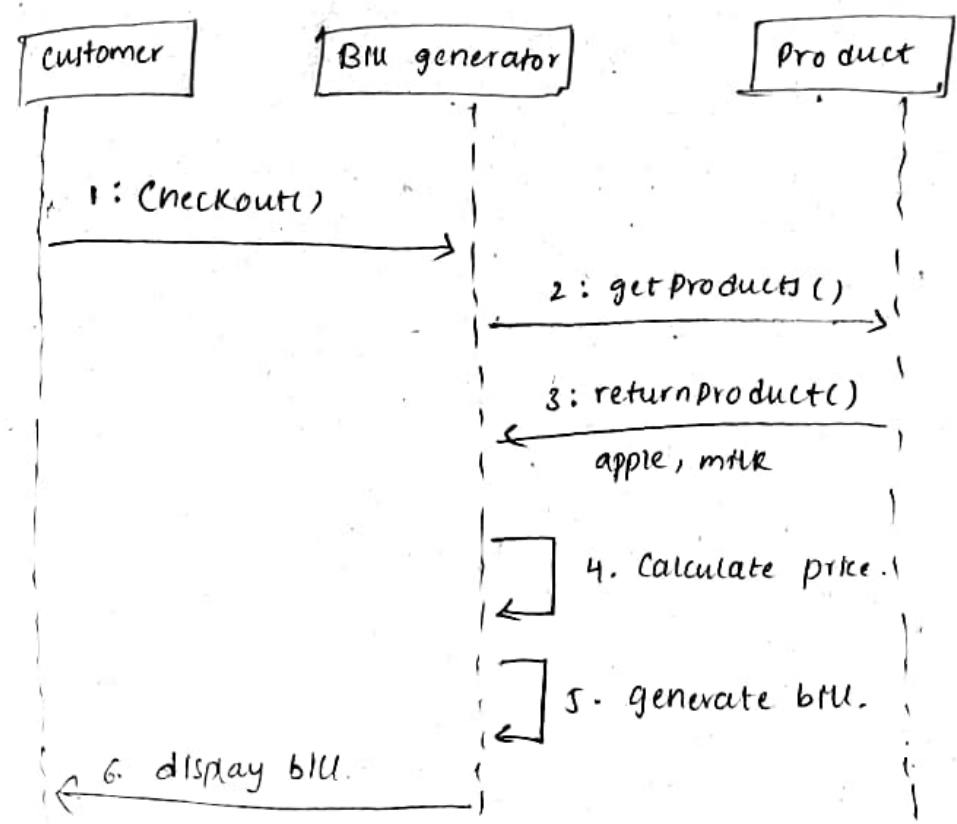 Customer
Bill generator
Product
1: Checkout()
2: getProducts()
3: returnProduct()
apple, milk
4. Calculate price.
5. generate bill.
6. display bill.